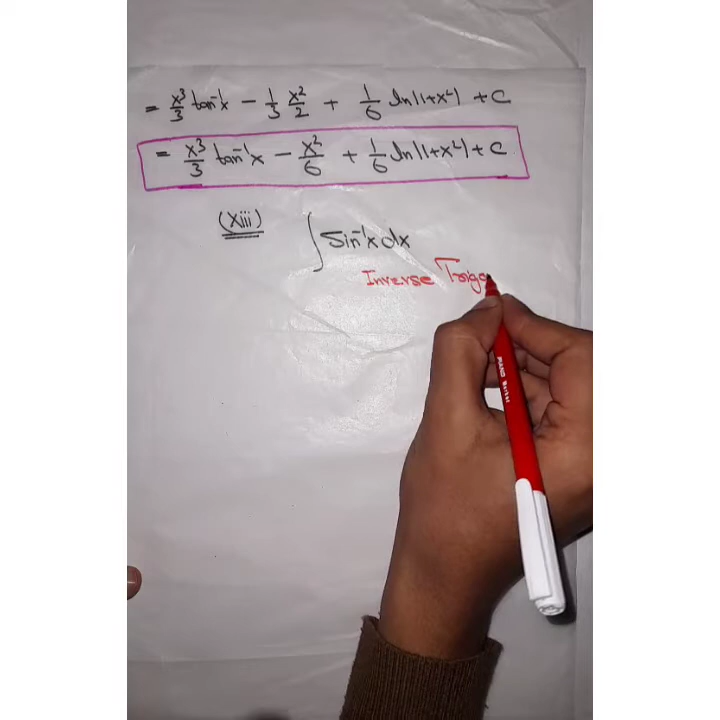 = x³/3 tan⁻¹x - 1/3 x²/2 + 1/6 ln|1+x²| + C
= x³/3 tan⁻¹x - x²/6 + 1/6 ln|1+x²| + C
(xiii) ∫ Sin⁻¹x dx
Inverse Trigo
PIANO